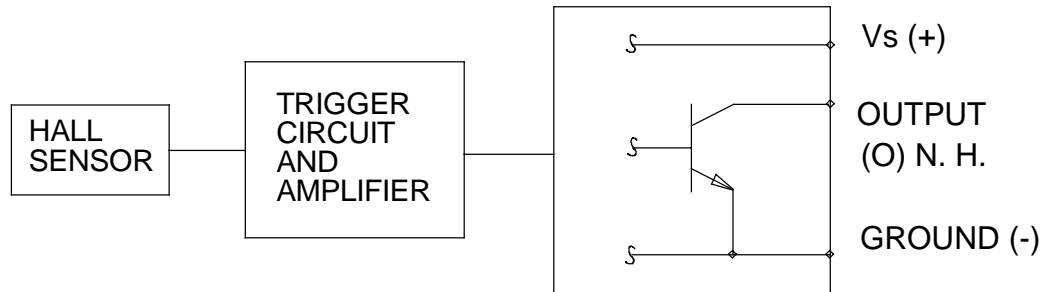 HALL
SENSOR
TRIGGER
CIRCUIT
AND
AMPLIFIER
Vs (+)
OUTPUT
(O) N. H.
GROUND (-)